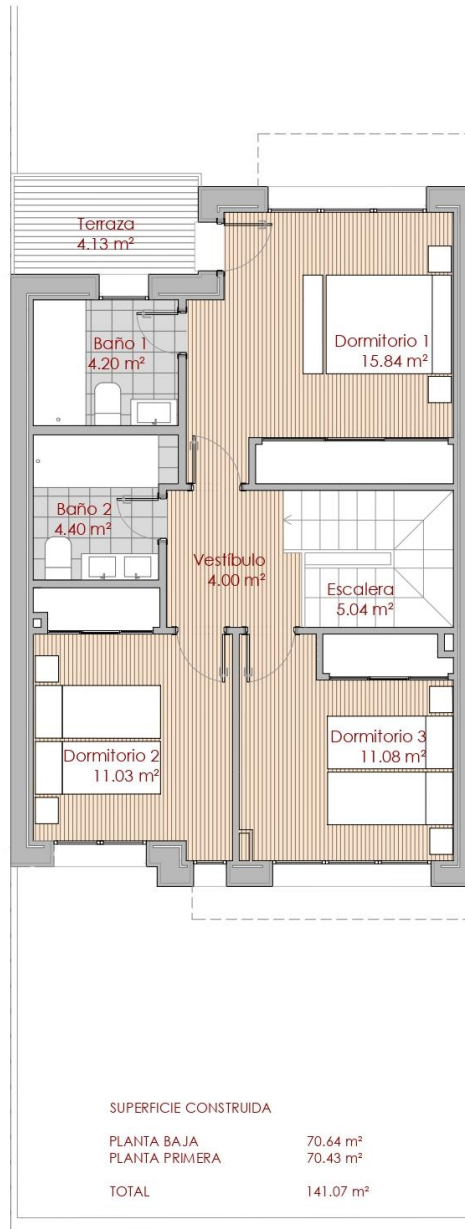 Terraza
4.13 m²
Baño 1
4.20 m²
Dormitorio 1
15.84 m²
Baño 2
4.40 m²
Vestíbulo
4.00 m²
Escalera
5.04 m²
Dormitorio 2
11.03 m²
Dormitorio 3
11.08 m²
SUPERFICIE CONSTRUIDA
PLANTA BAJA 70.64 m²
PLANTA PRIMERA 70.43 m²
TOTAL 141.07 m²